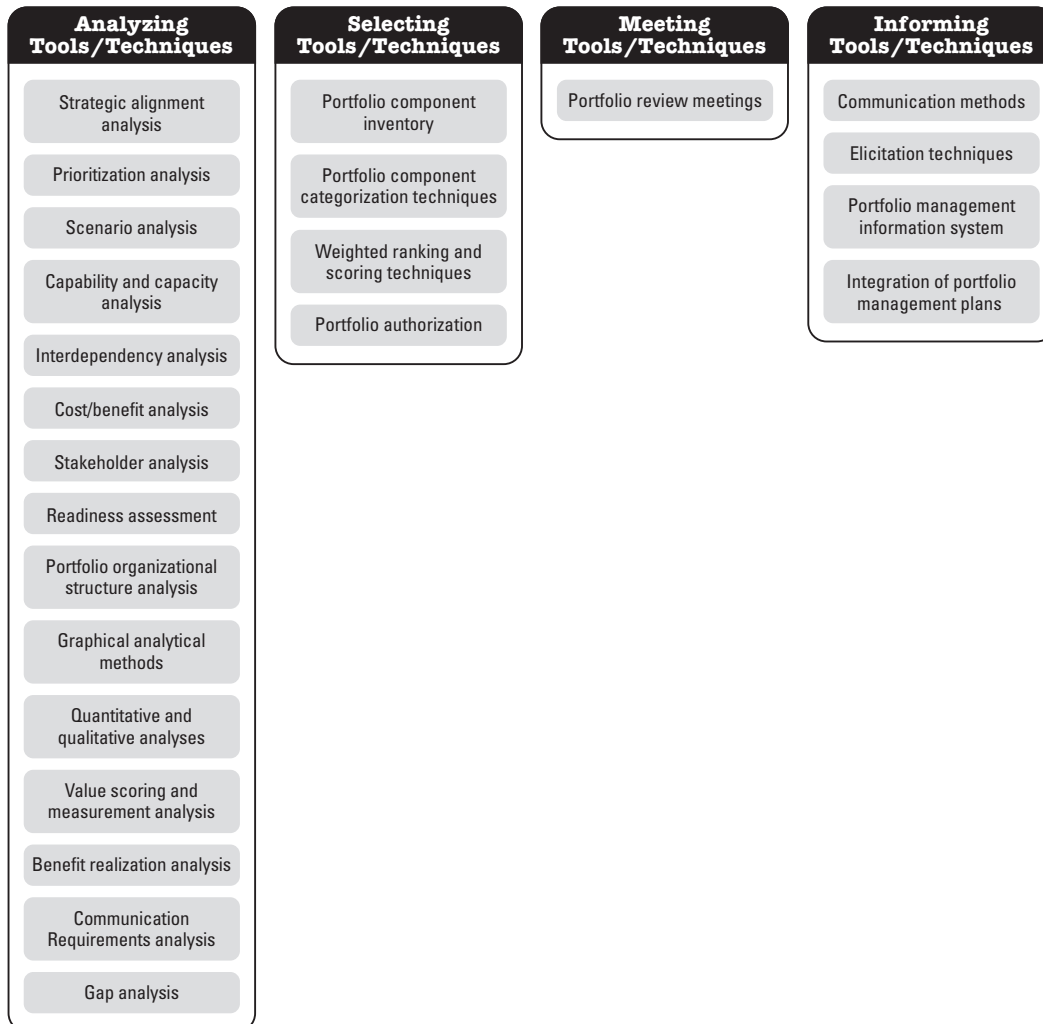 Analyzing
Tools/Techniques
Strategic alignment
analysis
Prioritization analysis
Scenario analysis
Capability and capacity
analysis
Interdependency analysis
Cost/benefit analysis
Stakeholder analysis
Readiness assessment
Portfolio organizational
structure analysis
Graphical analytical
methods
Quantitative and
qualitative analyses
Value scoring and
measurement analysis
Benefit realization analysis
Communication
Requirements analysis
Gap analysis
Selecting
Tools/Techniques
Portfolio component
inventory
Portfolio component
categorization techniques
Weighted ranking and
scoring techniques
Portfolio authorization
Meeting
Tools/Techniques
Portfolio review meetings
Informing
Tools/Techniques
Communication methods
Elicitation techniques
Portfolio management
information system
Integration of portfolio
management plans